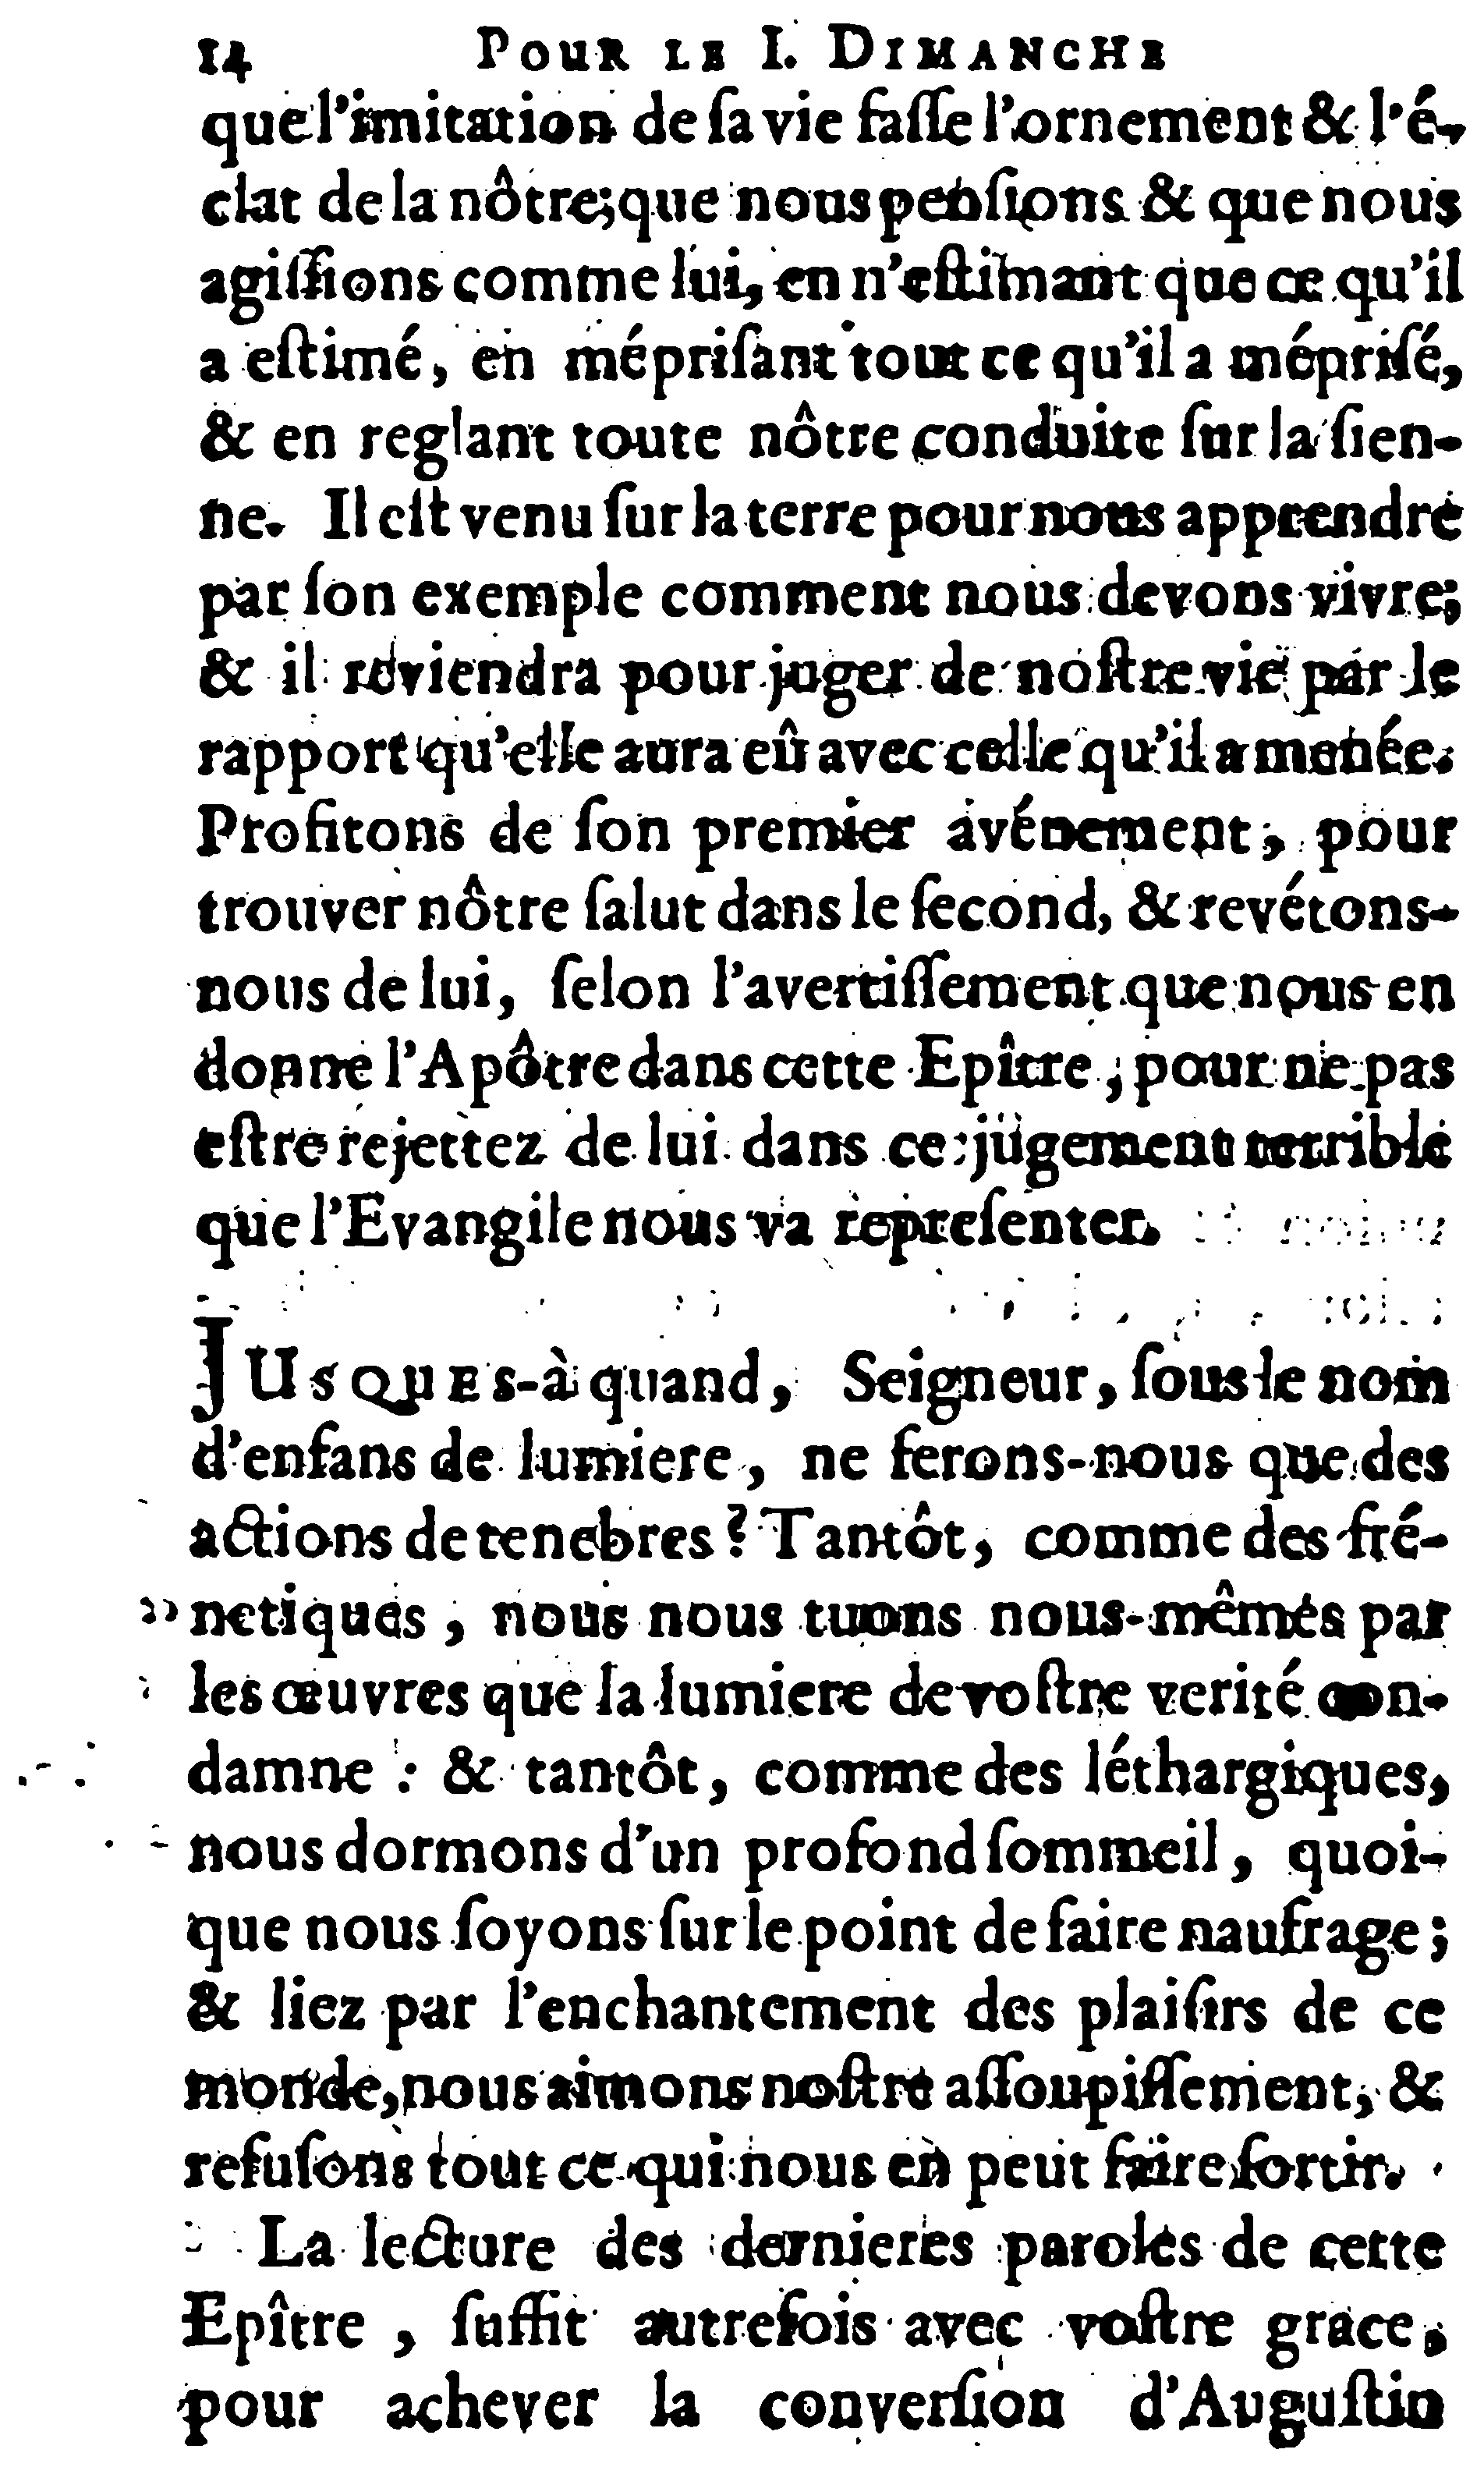 14 POUR LE I. DIMANCHE
que l'imitation de ſa vie faſſe l'ornement & l'é-
clat de la nôtre; que nous penſions & que nous
agiſſions comme lui, en n'eſtimant que ce qu'il
a eſtimé, en mépriſant tout ce qu'il a mépriſé,
& en reglant toute nôtre conduite ſur la ſien-
ne. Il eſt venu ſur la terre pour nous apprendre
par ſon exemple comment nous devons vivre;
& il reviendra pour juger de noſtre vie par le
rapport qu'elle aura eû avec celle qu'il a menée.
Profitons de ſon premier avénement, pour
trouver nôtre ſalut dans le ſecond, & revétons-
nous de lui, ſelon l'avertiſſement que nous en
donne l'Apôtre dans cette Epître, pour ne pas
eſtre rejettez de lui dans ce jugement terrible
que l'Evangile nous va repreſenter.
JUSQUES-à quand, Seigneur, ſous le nom
d'enfans de lumiere, ne ferons-nous que des
actions de tenebres? Tantôt, comme des fré-
netiques, nous nous tuons nous-mêmes par
les œuvres que la lumiere de voſtre verité con-
damne : & tantôt, comme des léthargiques,
nous dormons d'un profond ſommeil, quoi-
que nous ſoyons ſur le point de faire naufrage;
& liez par l'enchantement des plaiſirs de ce
monde, nous aimons noſtre aſſoupiſſement, &
refuſons tout ce qui nous en peut faire ſortir.
La lecture des dernieres paroles de cette
Epître, ſuffit autrefois avec voſtre grace,
pour achever la converſion d'Auguſtin